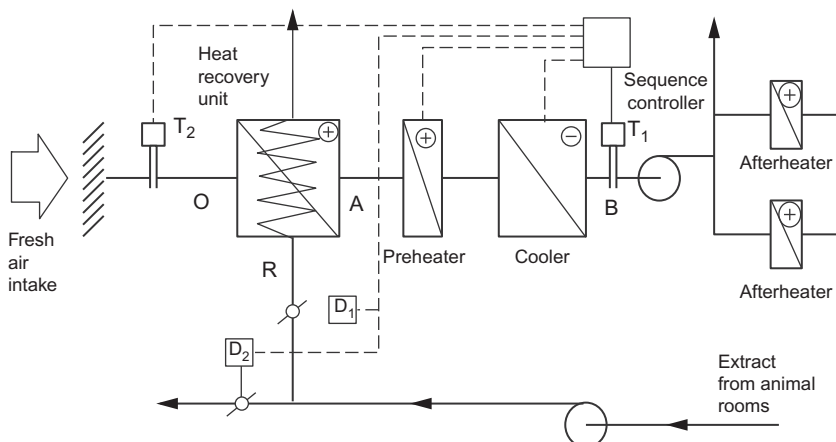 Heat
recovery
unit
T2
Sequence
controller
T1
+
+
−
+
Afterheater
O
A
B
Fresh
air
intake
R
Preheater
Cooler
+
Afterheater
D1
D2
Extract
from animal
rooms